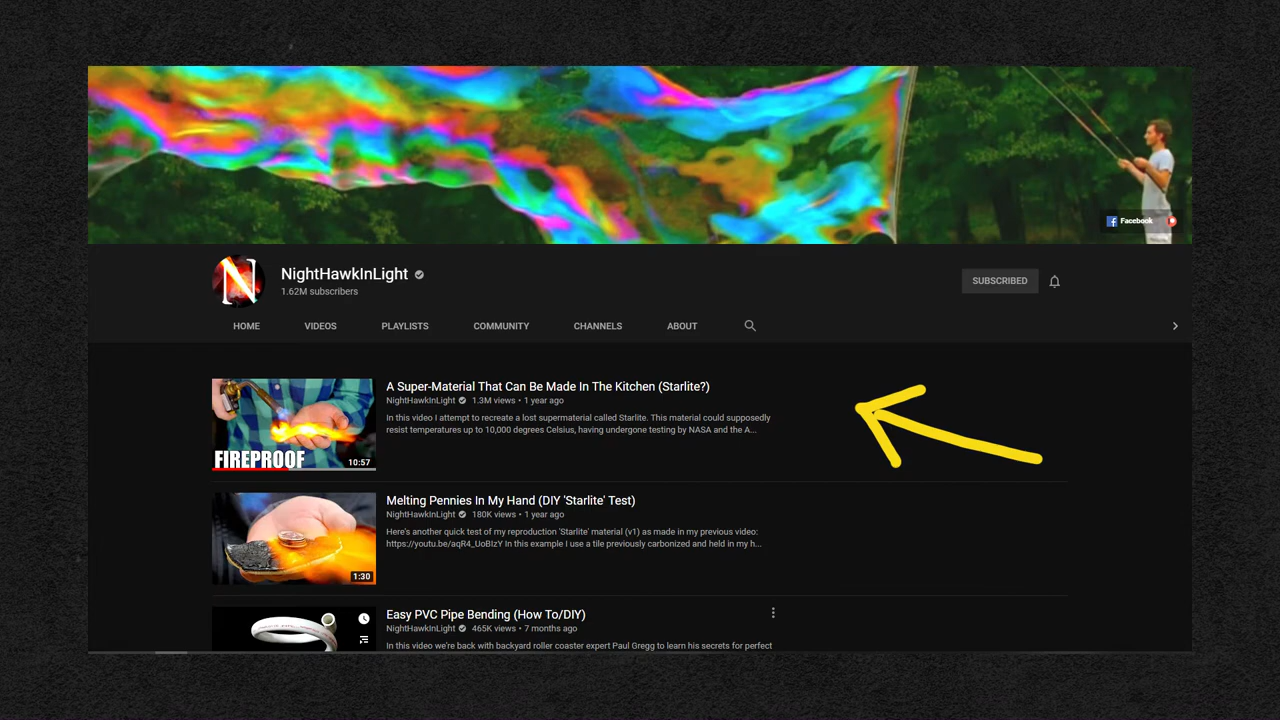 Facebook
N
NightHawkInLight
1.62M subscribers
SUBSCRIBED
HOME VIDEOS PLAYLISTS COMMUNITY CHANNELS ABOUT
A Super-Material That Can Be Made In The Kitchen (Starlite?)
NightHawkInLight 1.3M views • 1 year ago
In this video I attempt to recreate a lost supermaterial called Starlite. This material could supposedly
resist temperatures up to 10,000 degrees Celsius, having undergone testing by NASA and the A...
FIREPROOF
10:57
Melting Pennies In My Hand (DIY 'Starlite' Test)
NightHawkInLight 180K views • 1 year ago
Here's another quick test of my reproduction 'Starlite' material (v1) as made in my previous video:
https://youtu.be/aqR4_UoBIzY In this example I use a tile previously carbonized and held in my h...
1:30
Easy PVC Pipe Bending (How To/DIY)
NightHawkInLight 465K views • 7 months ago
In this video we're back with backyard roller coaster expert Paul Gregg to learn his secrets for perfect